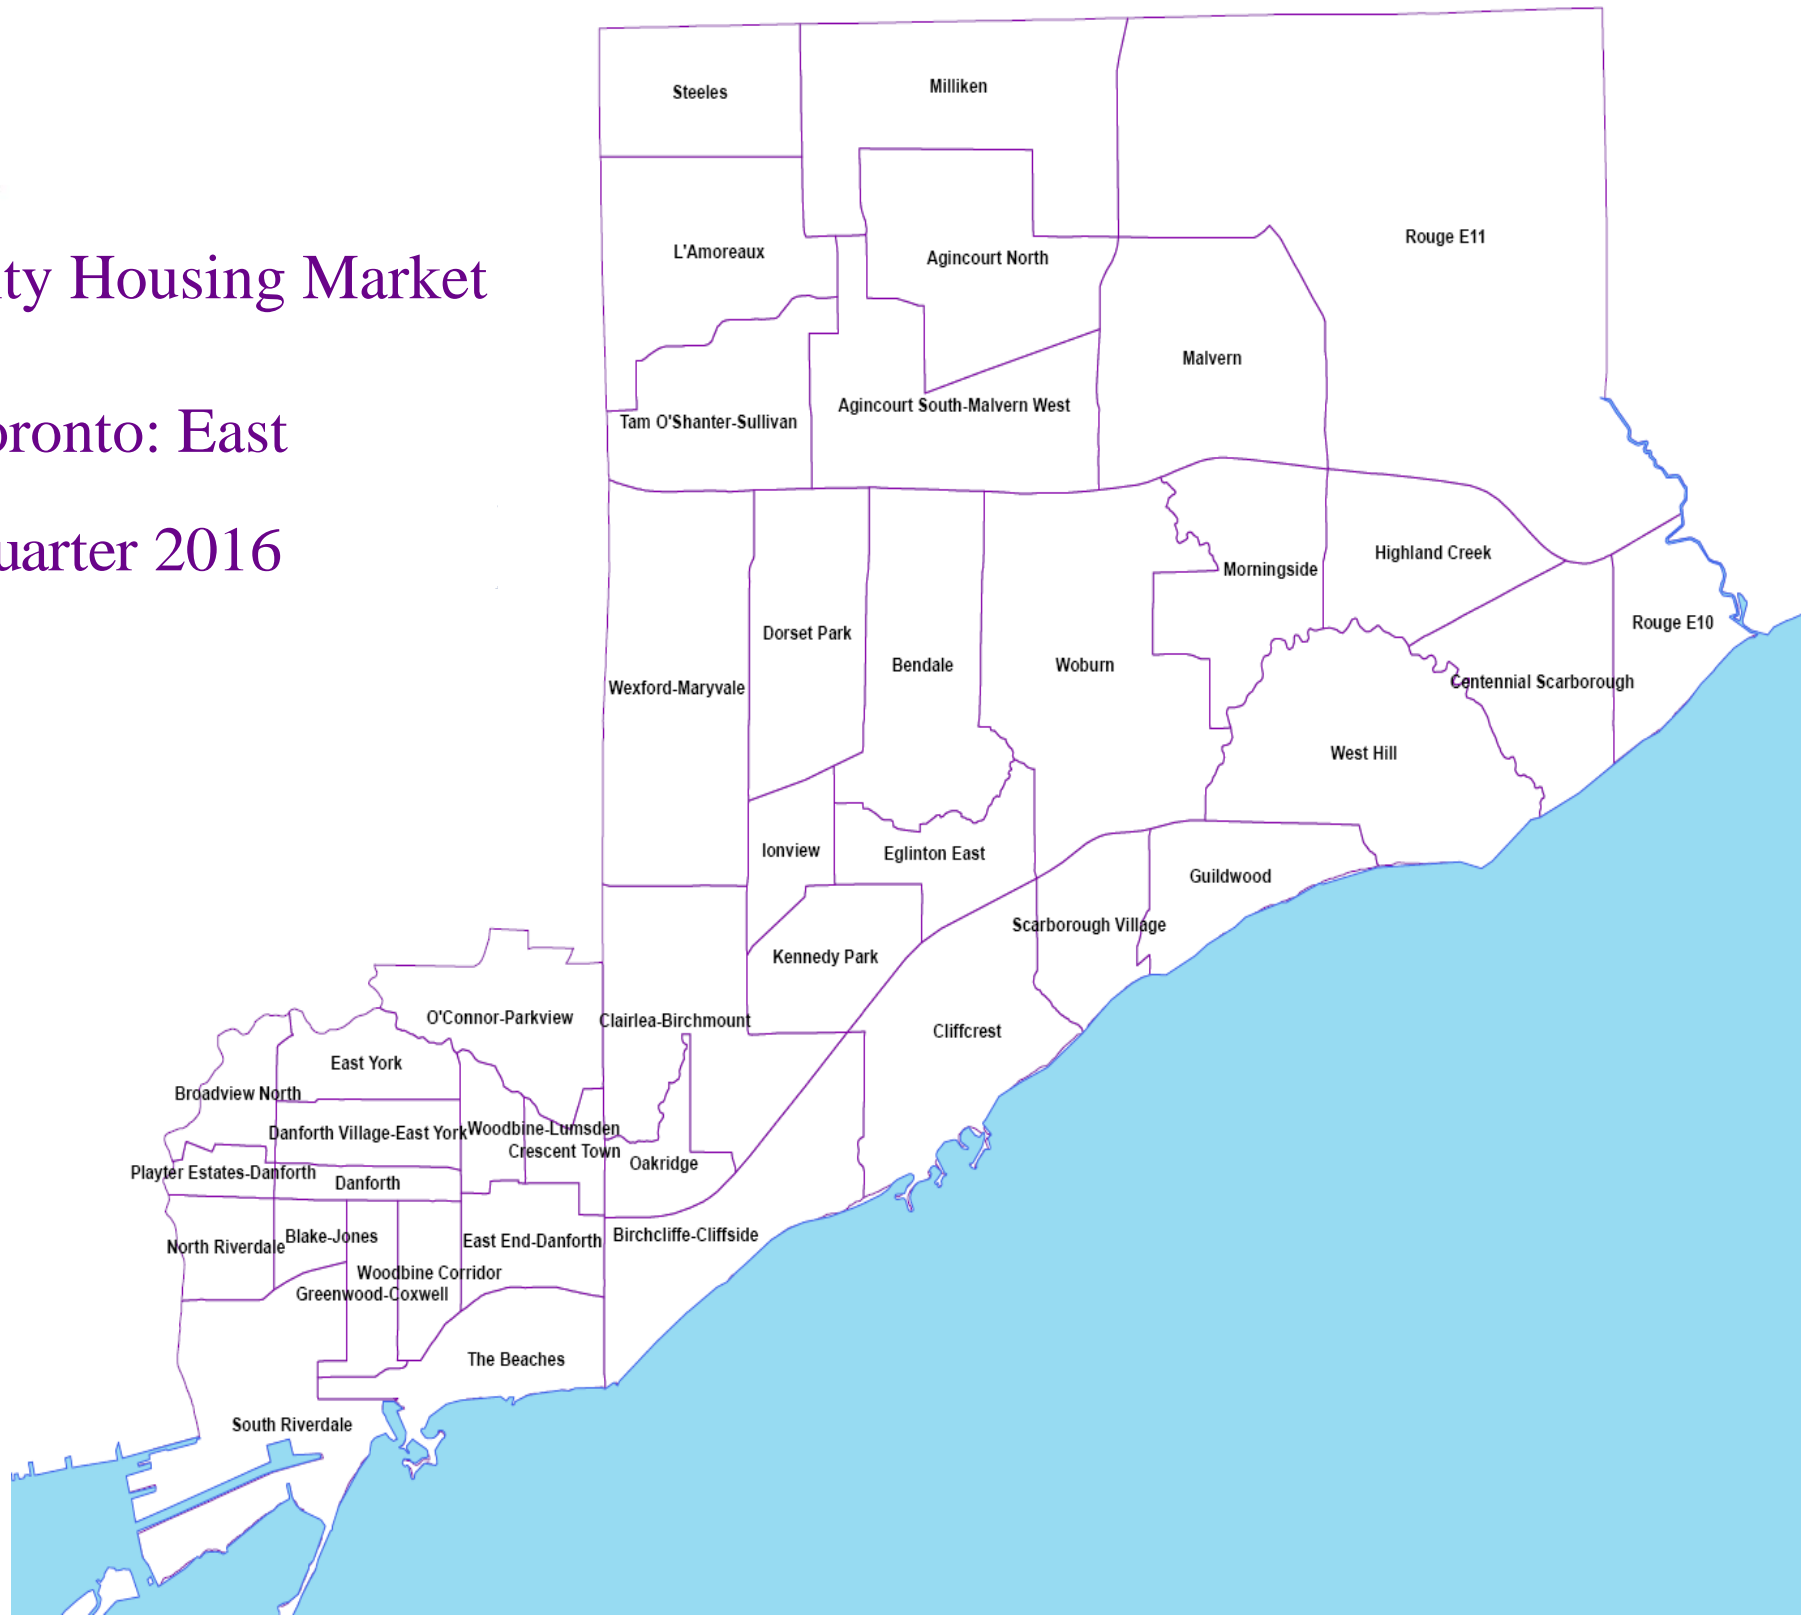 Steeles
Milliken
L'Amoreaux
Agincourt North
Rouge E11
ity Housing Market
Malvern
Tam O'Shanter-Sullivan
Agincourt South-Malvern West
oronto: East
uarter 2016
Highland Creek
Morningside
Dorset Park
Rouge E10
Bendale
Woburn
Wexford-Maryvale
Centennial Scarborough
West Hill
Ionview
Eglinton East
Guildwood
Scarborough Village
Kennedy Park
O'Connor-Parkview
Clairlea-Birchmount
Cliffcrest
East York
Broadview North
Danforth Village-East York
Woodbine-Lumsden
Crescent Town
Oakridge
Playter Estates-Danforth
Danforth
Blake-Jones
North Riverdale
East End-Danforth
Birchcliffe-Cliffside
Woodbine Corridor
Greenwood-Coxwell
The Beaches
South Riverdale